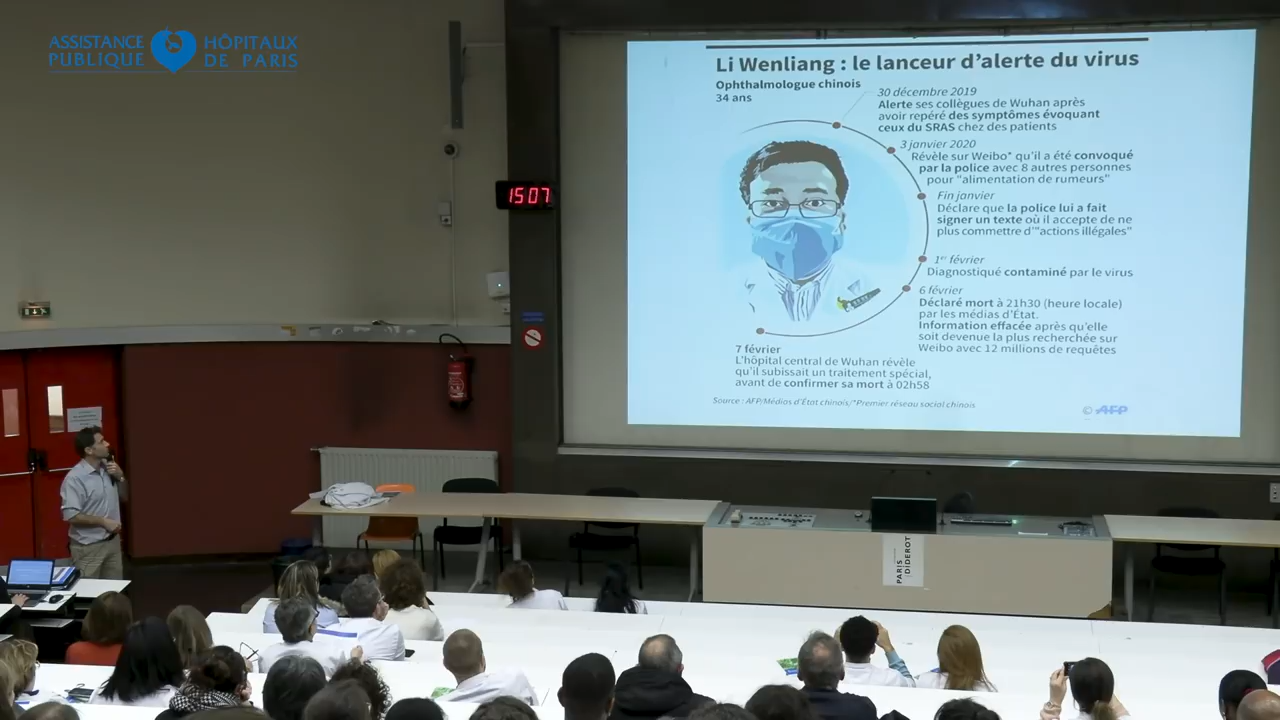 ASSISTANCE HÔPITAUX
PUBLIQUE DE PARIS
15:07
Li Wenliang : le lanceur d'alerte du virus
Ophthalmologue chinois
34 ans
30 décembre 2019
Alerte ses collègues de Wuhan après
avoir repéré des symptômes évoquant
ceux du SRAS chez des patients
3 janvier 2020
Révèle sur Weibo* qu'il a été convoqué
par la police avec 8 autres personnes
pour "alimentation de rumeurs"
Fin janvier
Déclare que la police lui a fait
signer un texte où il accepte de ne
plus commettre d'"actions illégales"
1er février
Diagnostiqué contaminé par le virus
6 février
Déclaré mort à 21h30 (heure locale)
par les médias d'État.
Information effacée après qu'elle
soit devenue la plus recherchée sur
Weibo avec 12 millions de requêtes
7 février
L'hôpital central de Wuhan révèle
qu'il subissait un traitement spécial,
avant de confirmer sa mort à 02h58
Source : AFP/Médios d'État chinois/*Premier réseau social chinois
© AFP
PARIS
DIDEROT